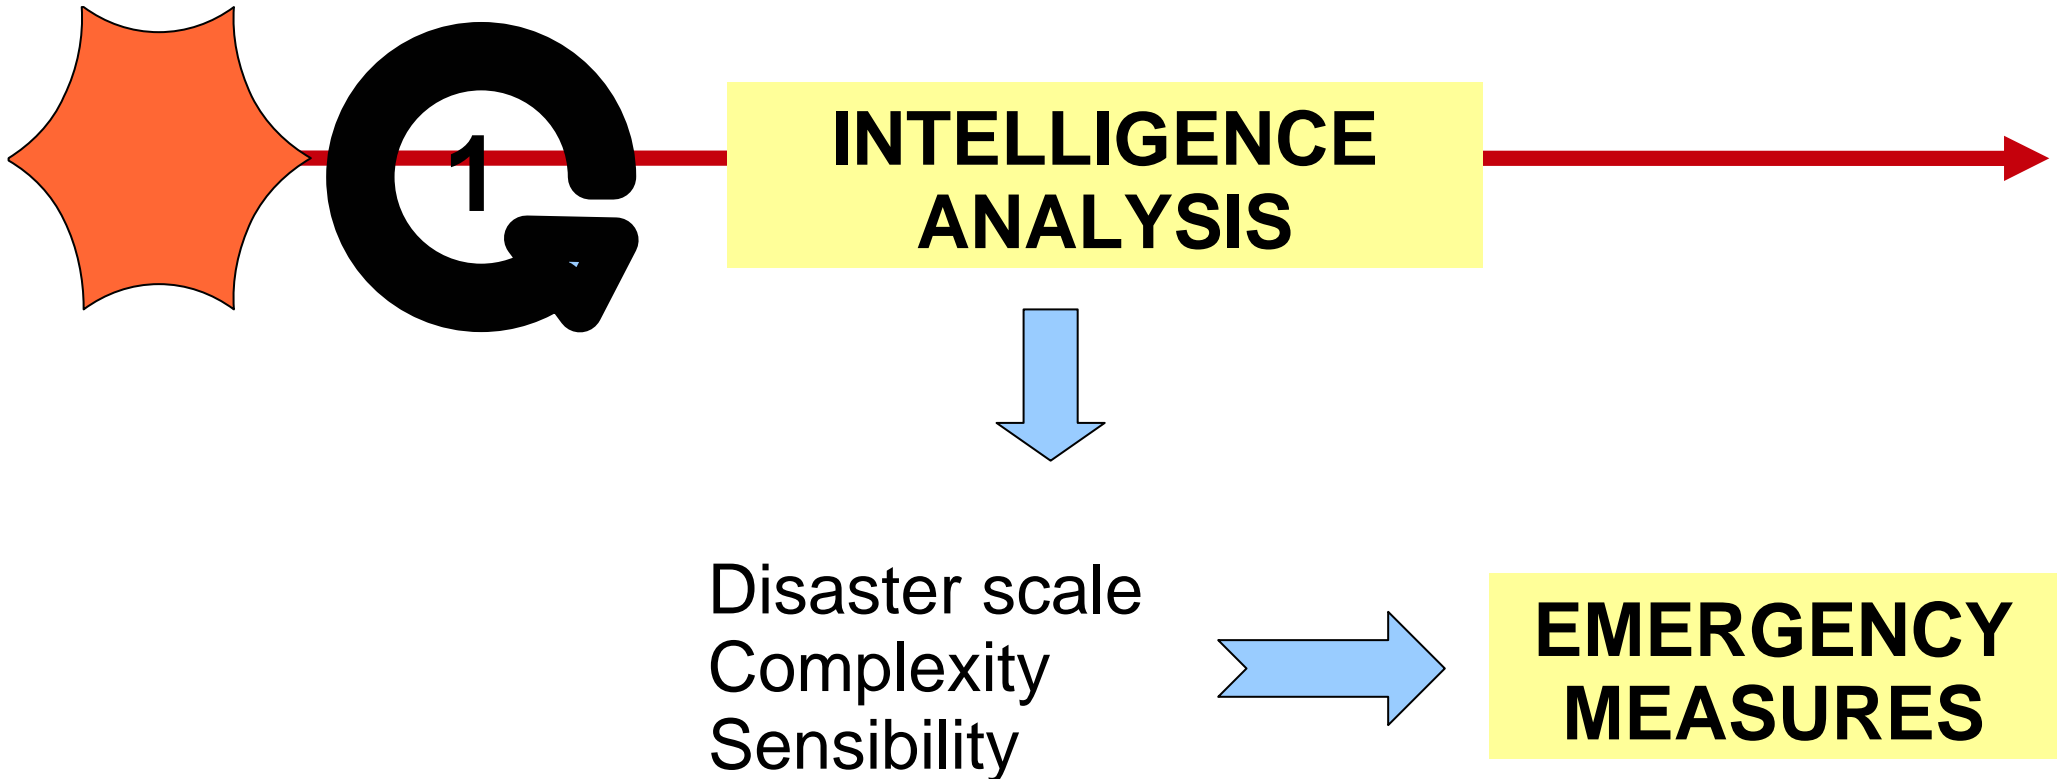 1
INTELLIGENCE
ANALYSIS
Disaster scale
Complexity
Sensibility
EMERGENCY
MEASURES